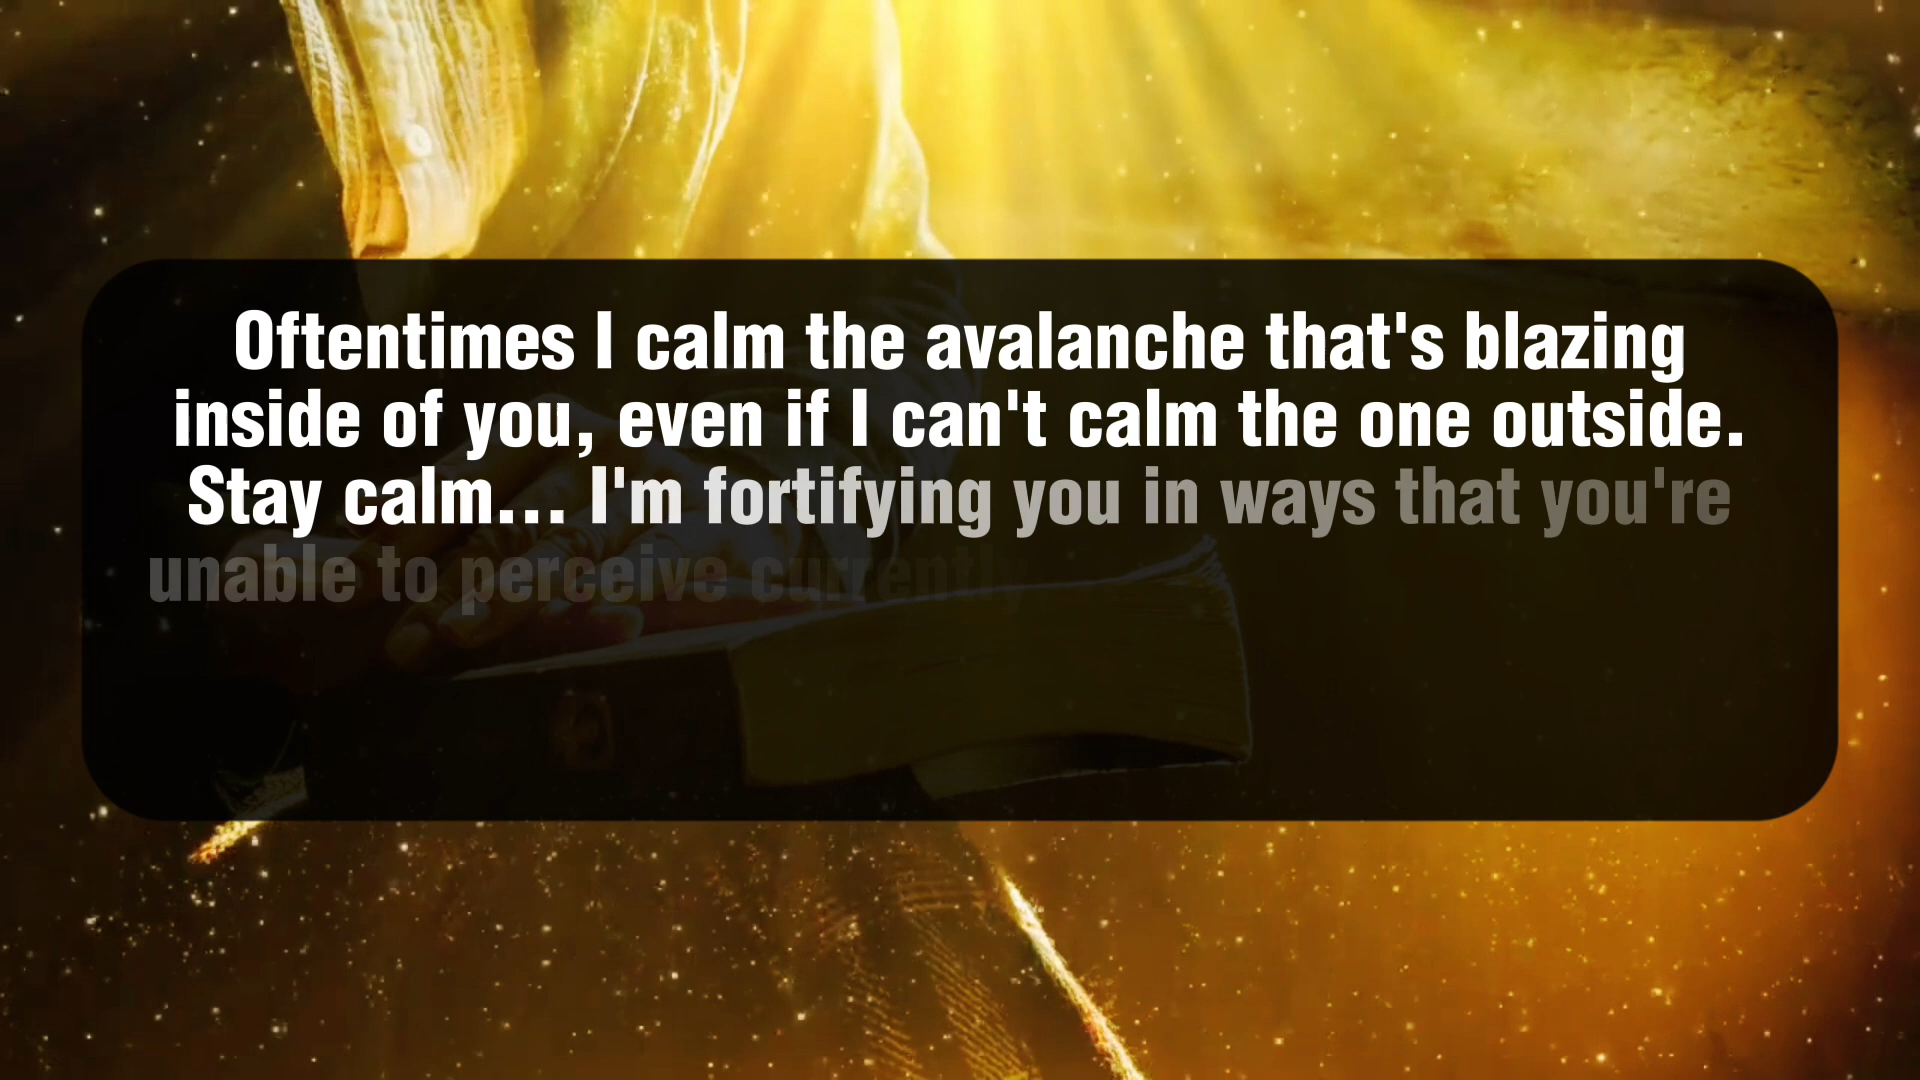 Oftentimes I calm the avalanche that's blazing
inside of you, even if I can't calm the one outside.
Stay calm... I'm fortifying you in ways that you're
unable to perceive currently